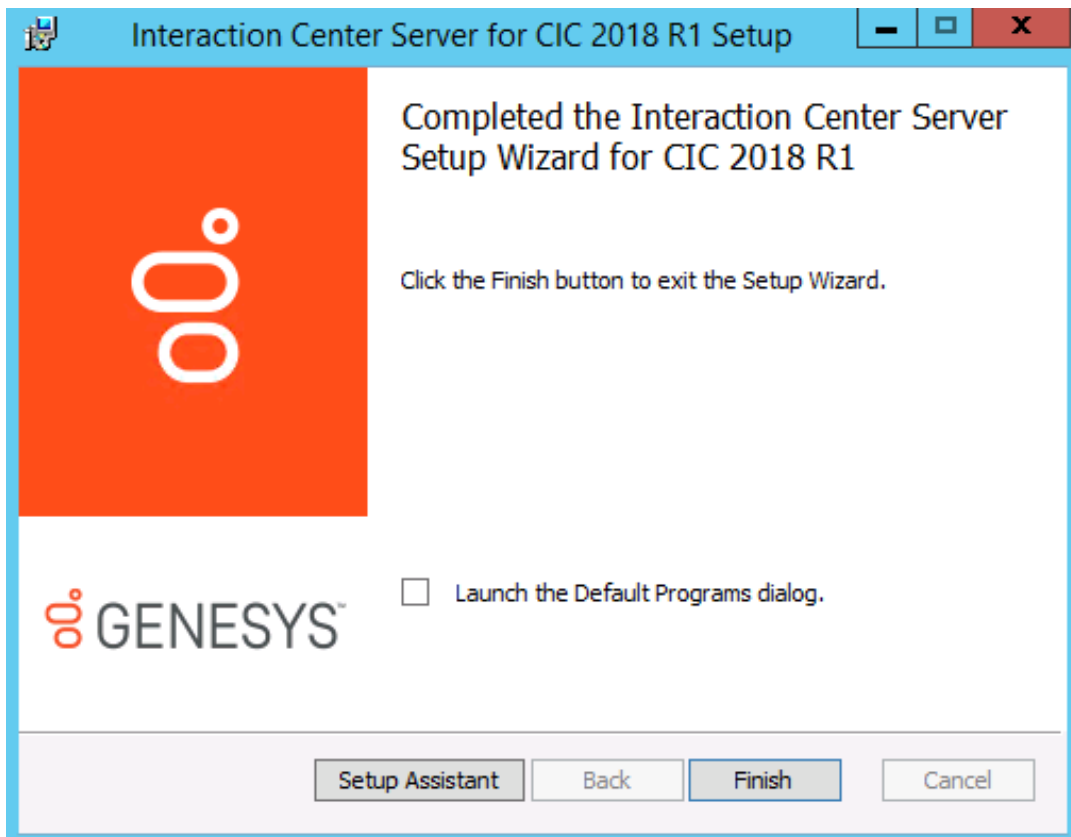 Interaction Center Server for CIC 2018 R1 Setup
Completed the Interaction Center Server
Setup Wizard for CIC 2018 R1
Click the Finish button to exit the Setup Wizard.
Launch the Default Programs dialog.
GENESYS™
Setup Assistant
Back
Finish
Cancel